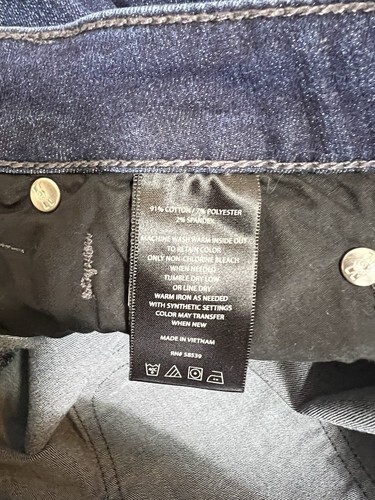 91% COTTON / 7% POLYESTER
2% SPANDEX
MACHINE WASH WARM INSIDE OUT
TO RETAIN COLOR
ONLY NON-CHLORINE BLEACH
WHEN NEEDED
TUMBLE DRY LOW
OR LINE DRY
WARM IRON AS NEEDED
WITH SYNTHETIC SETTINGS
COLOR MAY TRANSFER
WHEN NEW
MADE IN VIETNAM
RN# 58539